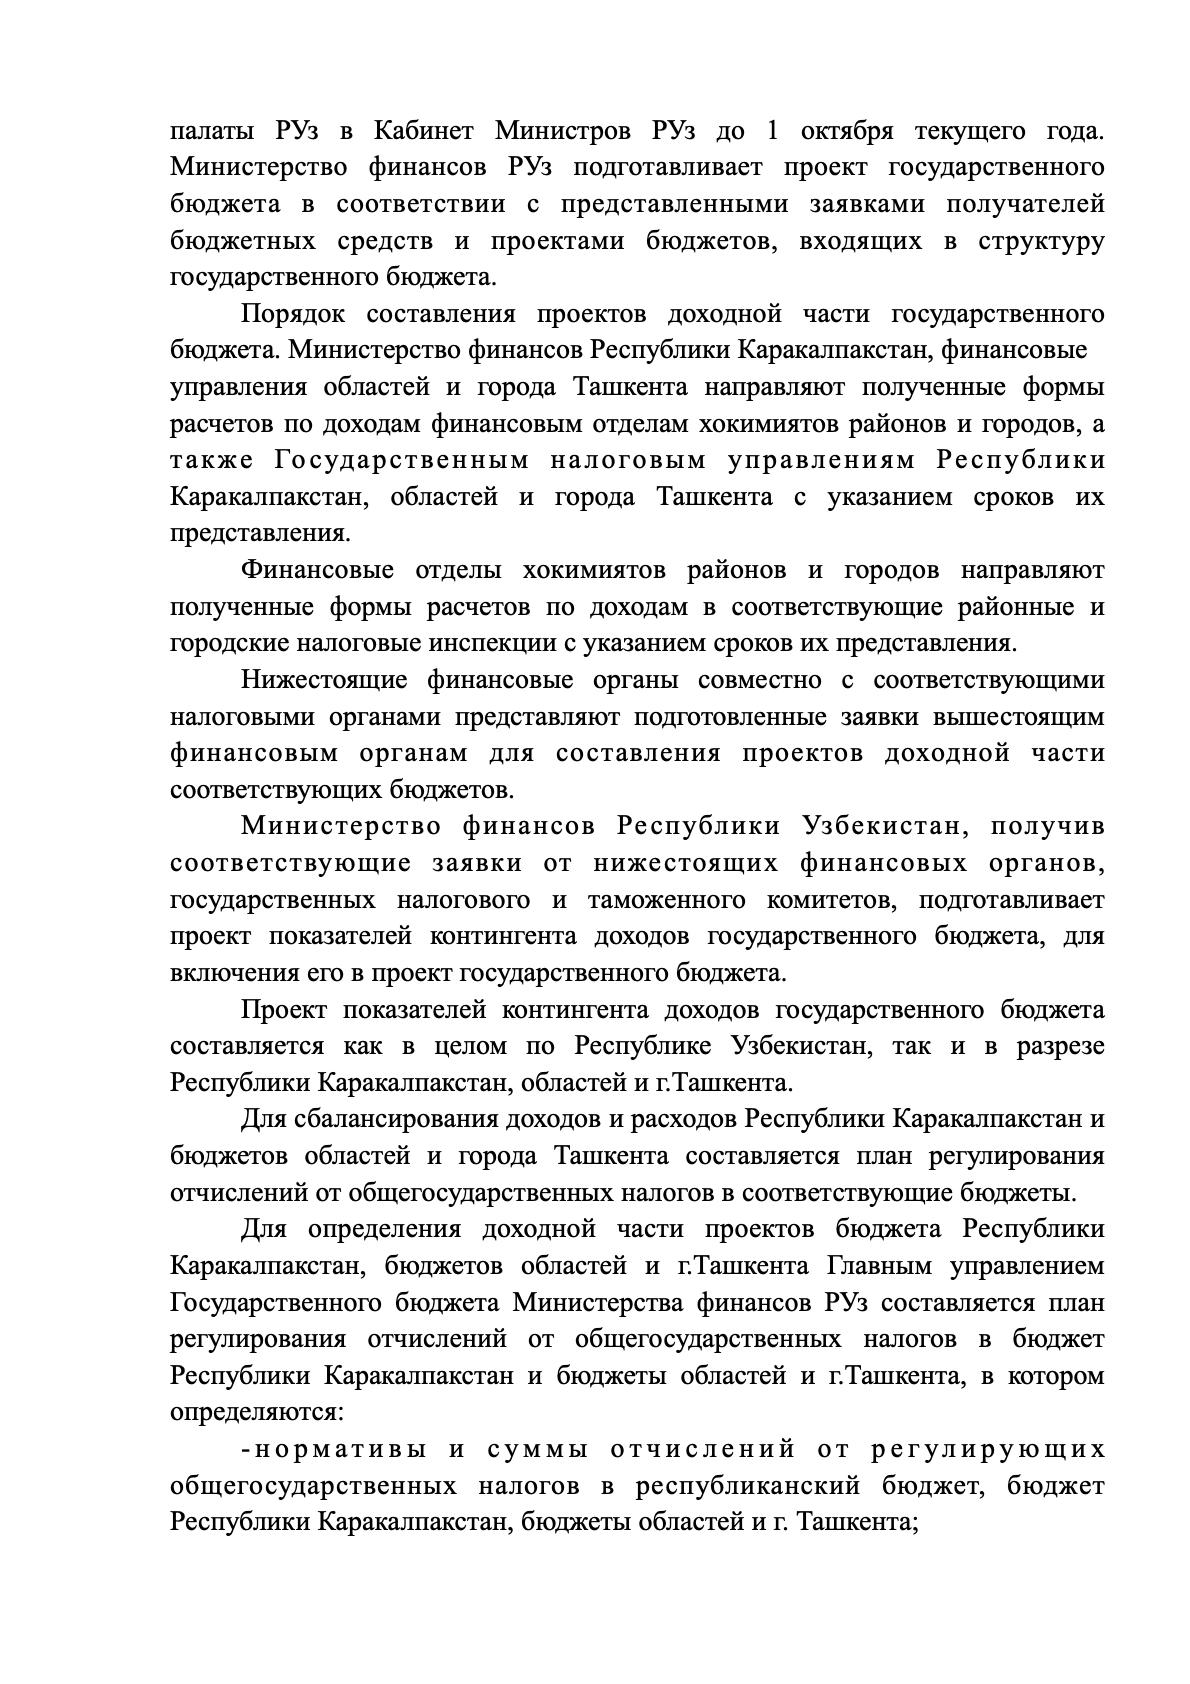 палаты РУз в Кабинет Министров РУз до 1 октября текущего года.
Министерство финансов РУз подготавливает проект государственного
бюджета в соответствии с представленными заявками получателей
бюджетных средств и проектами бюджетов, входящих в структуру
государственного бюджета.
Порядок составления проектов доходной части государственного
бюджета. Министерство финансов Республики Каракалпакстан, финансовые
управления областей и города Ташкента направляют полученные формы
расчетов по доходам финансовым отделам хокимиятов районов и городов, а
также Государственным налоговым управлениям Республики
Каракалпакстан, областей и города Ташкента с указанием сроков их
представления.
Финансовые отделы хокимиятов районов и городов направляют
полученные формы расчетов по доходам в соответствующие районные и
городские налоговые инспекции с указанием сроков их представления.
Нижестоящие финансовые органы совместно с соответствующими
налоговыми органами представляют подготовленные заявки вышестоящим
финансовым органам для составления проектов доходной части
соответствующих бюджетов.
Министерство финансов Республики Узбекистан, получив
соответствующие заявки от нижестоящих финансовых органов,
государственных налогового и таможенного комитетов, подготавливает
проект показателей контингента доходов государственного бюджета, для
включения его в проект государственного бюджета.
Проект показателей контингента доходов государственного бюджета
составляется как в целом по Республике Узбекистан, так и в разрезе
Республики Каракалпакстан, областей и г.Ташкента.
Для сбалансирования доходов и расходов Республики Каракалпакстан и
бюджетов областей и города Ташкента составляется план регулирования
отчислений от общегосударственных налогов в соответствующие бюджеты.
Для определения доходной части проектов бюджета Республики
Каракалпакстан, бюджетов областей и г.Ташкента Главным управлением
Государственного бюджета Министерства финансов РУз составляется план
регулирования отчислений от общегосударственных налогов в бюджет
Республики Каракалпакстан и бюджеты областей и г.Ташкента, в котором
определяются:
-нормативы и суммы отчислений от регулирующих
общегосударственных налогов в республиканский бюджет, бюджет
Республики Каракалпакстан, бюджеты областей и г. Ташкента;